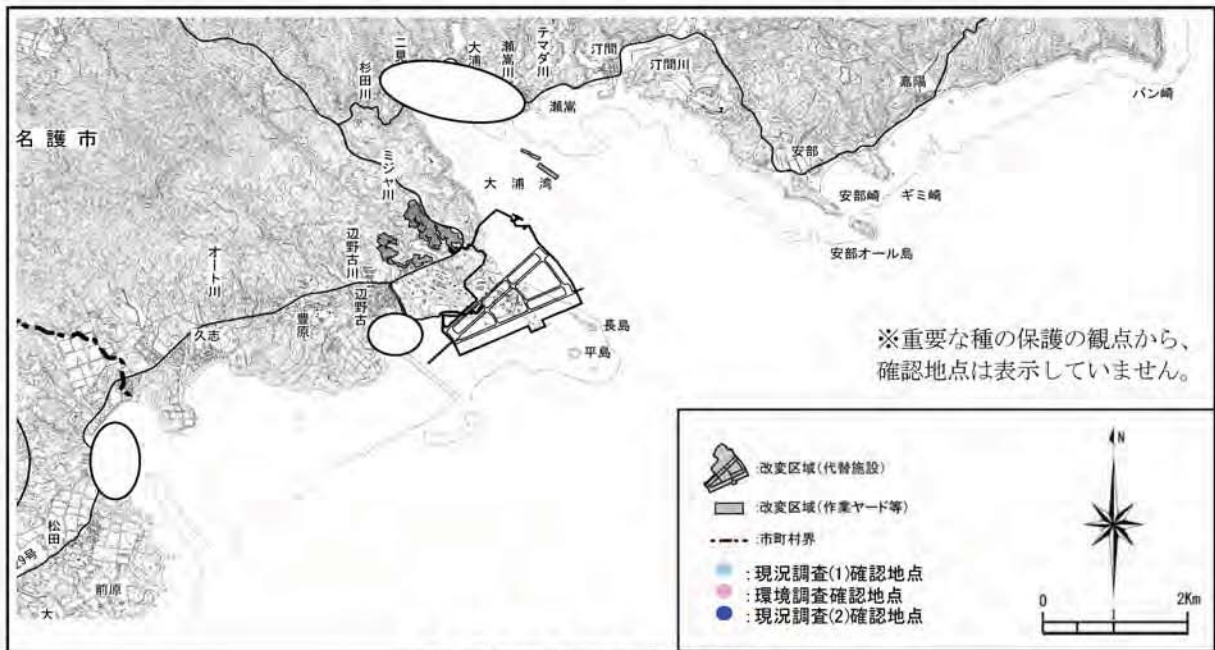 二見
大浦
瀬嵩川
テマダ川
汀間
汀間川
嘉陽
バン崎
杉田川
瀬嵩
名護市
ミジャ川
大浦湾
安部
安部崎
ギミ崎
安部オール島
オート川
辺野古川
辺野古
豊原
久志
長島
平島
※重要な種の保護の観点から、
確認地点は表示していません。
松田
29号
前原
大
:改変区域(代替施設)
:改変区域(作業ヤード等)
:市町村界
:現況調査(1)確認地点
:環境調査確認地点
:現況調査(2)確認地点
N
0 2Km